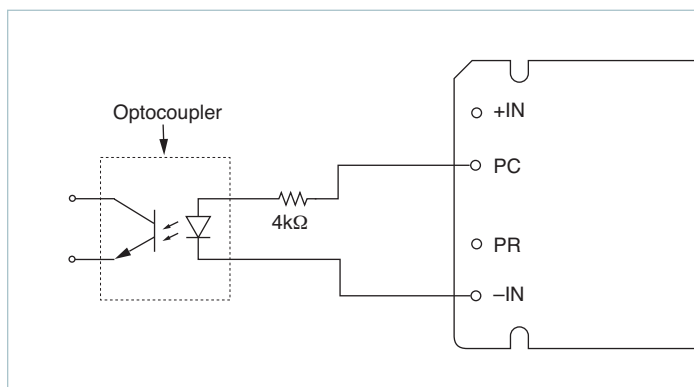 Optocoupler
+IN
PC
4kΩ
PR
–IN